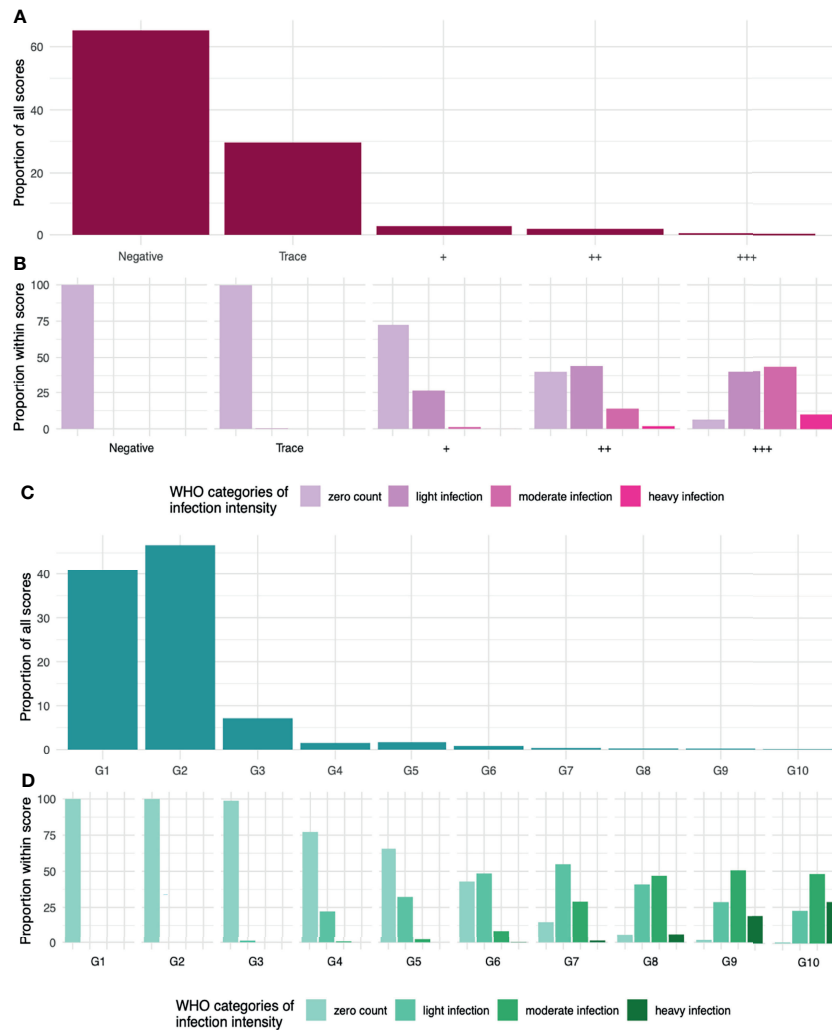 A
Proportion of all scores
60
40
20
0
Negative Trace + ++ +++
B
Proportion within score
100
75
50
25
0
Negative Trace + ++ +++
WHO categories of
infection intensity
zero count light infection moderate infection heavy infection
C
Proportion of all scores
40
30
20
10
0
G1 G2 G3 G4 G5 G6 G7 G8 G9 G10
D
Proportion within score
100
75
50
25
0
G1 G2 G3 G4 G5 G6 G7 G8 G9 G10
WHO categories of
infection intensity
zero count light infection moderate infection heavy infection